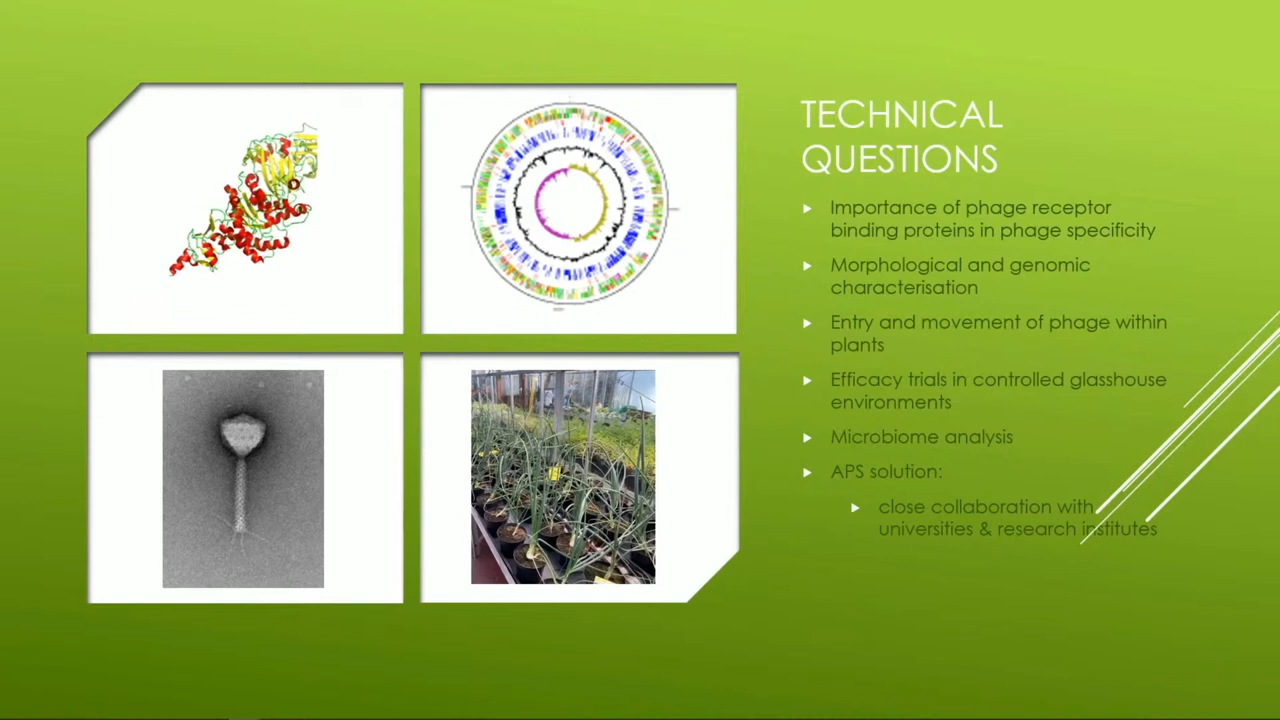 TECHNICAL
QUESTIONS
Importance of phage receptor
binding proteins in phage specificity
Morphological and genomic
characterisation
Entry and movement of phage within
plants
Efficacy trials in controlled glasshouse
environments
Microbiome analysis
APS solution:
close collaboration with
universities & research institutes